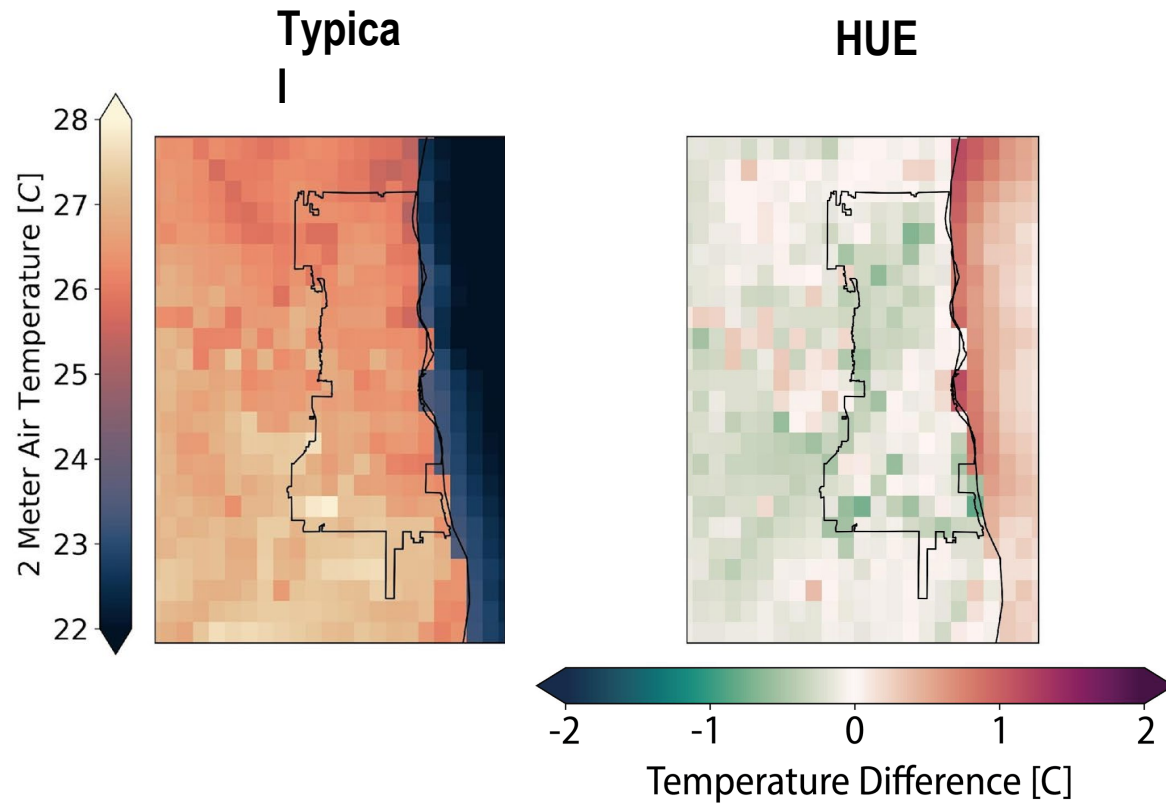 Typica
l
HUE
2 Meter Air Temperature [C]
28
27
26
25
24
23
22
-2 -1 0 1 2
Temperature Difference [C]